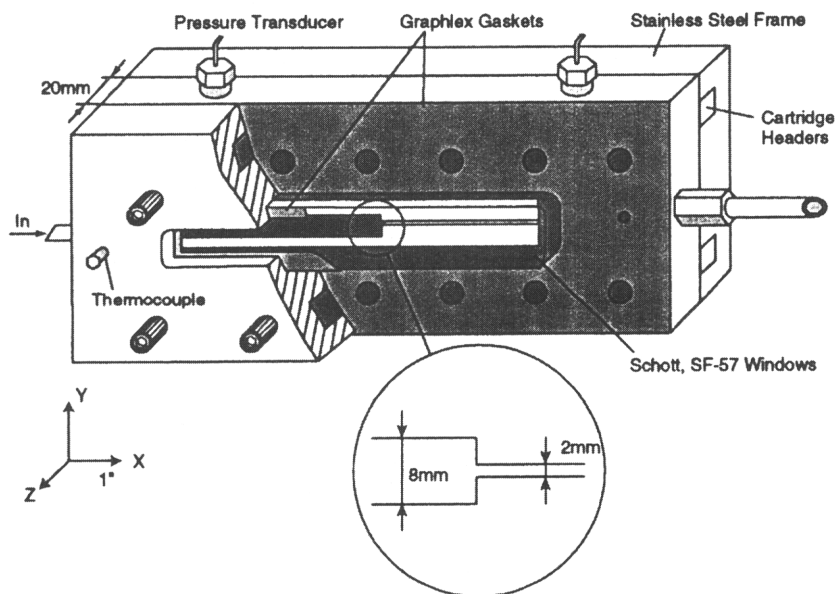 Pressure Transducer
Graphlex Gaskets
Stainless Steel Frame
20mm
Cartridge
Headers
In
Thermocouple
Schott, SF-57 Windows
Y
X
Z
1"
8mm
2mm